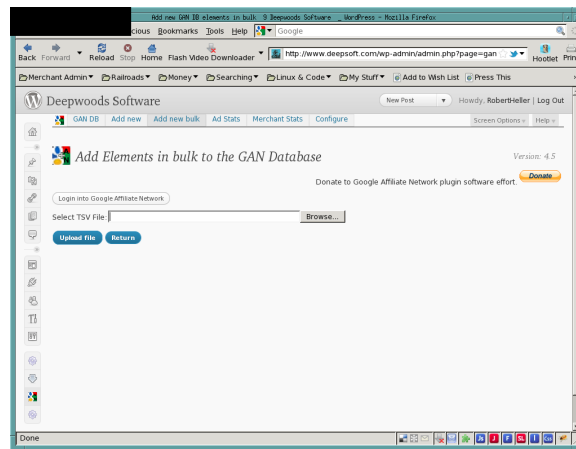 Add new GAN DB elements in bulk 9 Deepwoods Software _ WordPress - Mozilla Firefox
cious Bookmarks Tools Help Google
Back Forward Reload Stop Home Flash Video Downloader http://www.deepsoft.com/wp-admin/admin.php?page=gan Hootlet Prin
Merchant Admin Railroads Money Searching Linux & Code My Stuff Add to Wish List Press This
Deepwoods Software New Post Howdy, RobertHeller | Log Out
GAN DB Add new Add new bulk Ad Stats Merchant Stats Configure Screen Options Help
Add Elements in bulk to the GAN Database Version: 4.5
Donate to Google Affiliate Network plugin software effort. Donate
Login into Google Affiliate Network
Select TSV File: Browse...
Upload file Return
Done